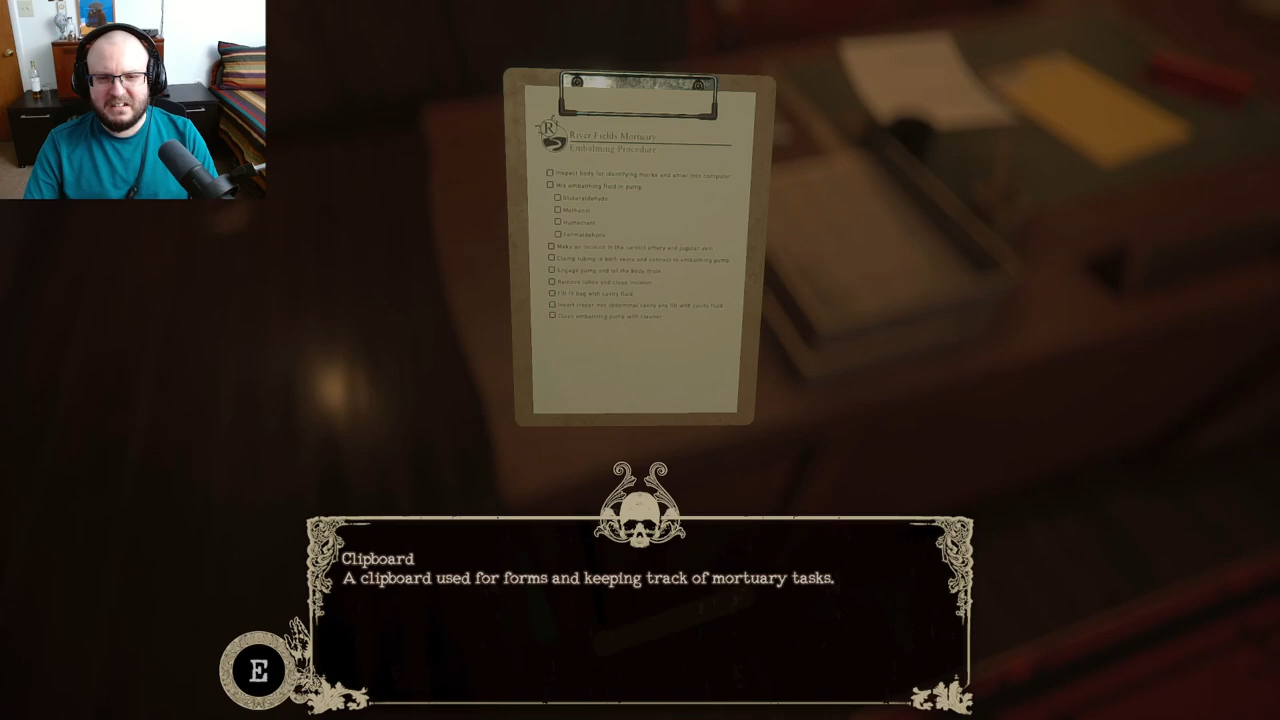 R
River Fields Mortuary
Embalming Procedure
Inspect body for identifying marks and enter into computer
Mix embalming fluid in pump
Glutaraldehyde
Methanol
Humectant
Formaldehyde
Make an incision in the carotid artery and jugular vein
Clamp tubing to both veins and connect to embalming pump
Engage pump and let the body drain
Remove tubes and close incision
Fill IV bag with cavity fluid
Insert trocar into abdominal cavity and fill with cavity fluid
Clean embalming pump with cleaner
Clipboard
A clipboard used for forms and keeping track of mortuary tasks.
E